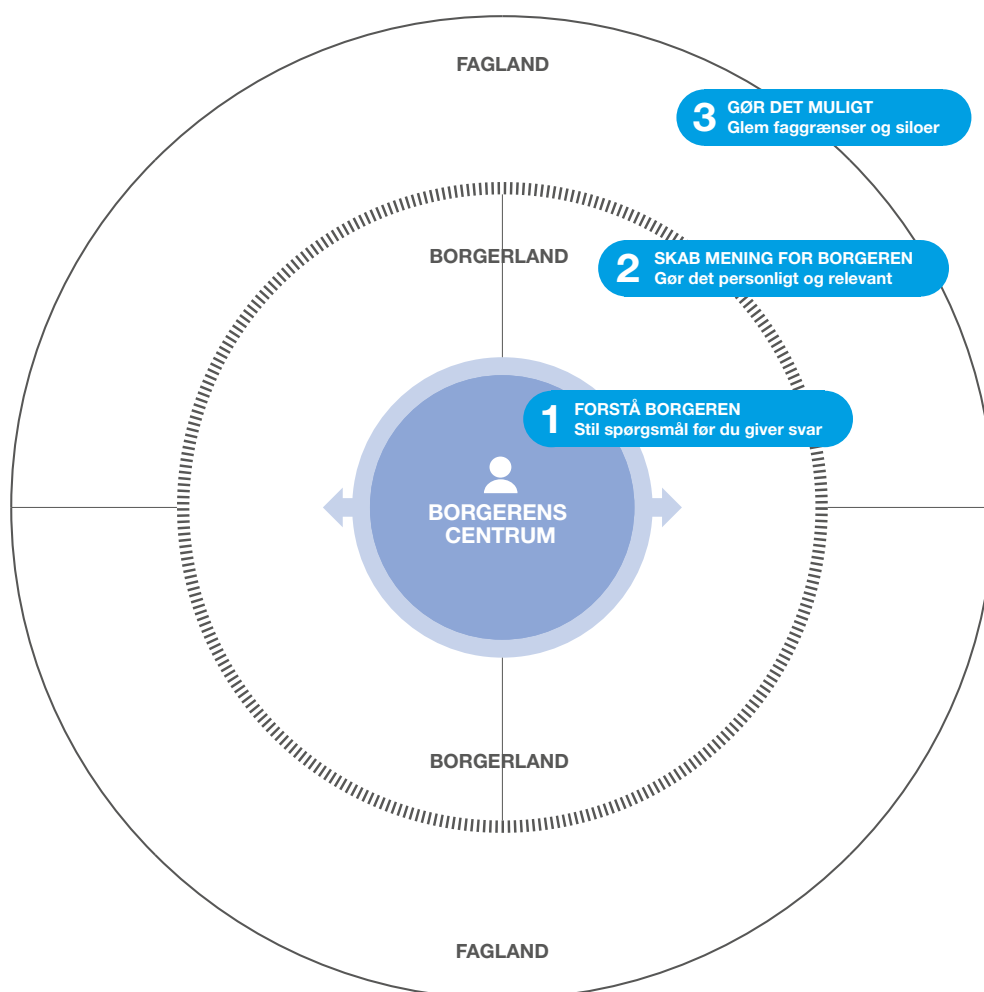 FAGLAND
3 GØR DET MULIGT
Glem faggrænser og siloer
BORGERLAND
2 SKAB MENING FOR BORGEREN
Gør det personligt og relevant
1 FORSTÅ BORGEREN
Stil spørgsmål før du giver svar
BORGERENS
CENTRUM
BORGERLAND
FAGLAND